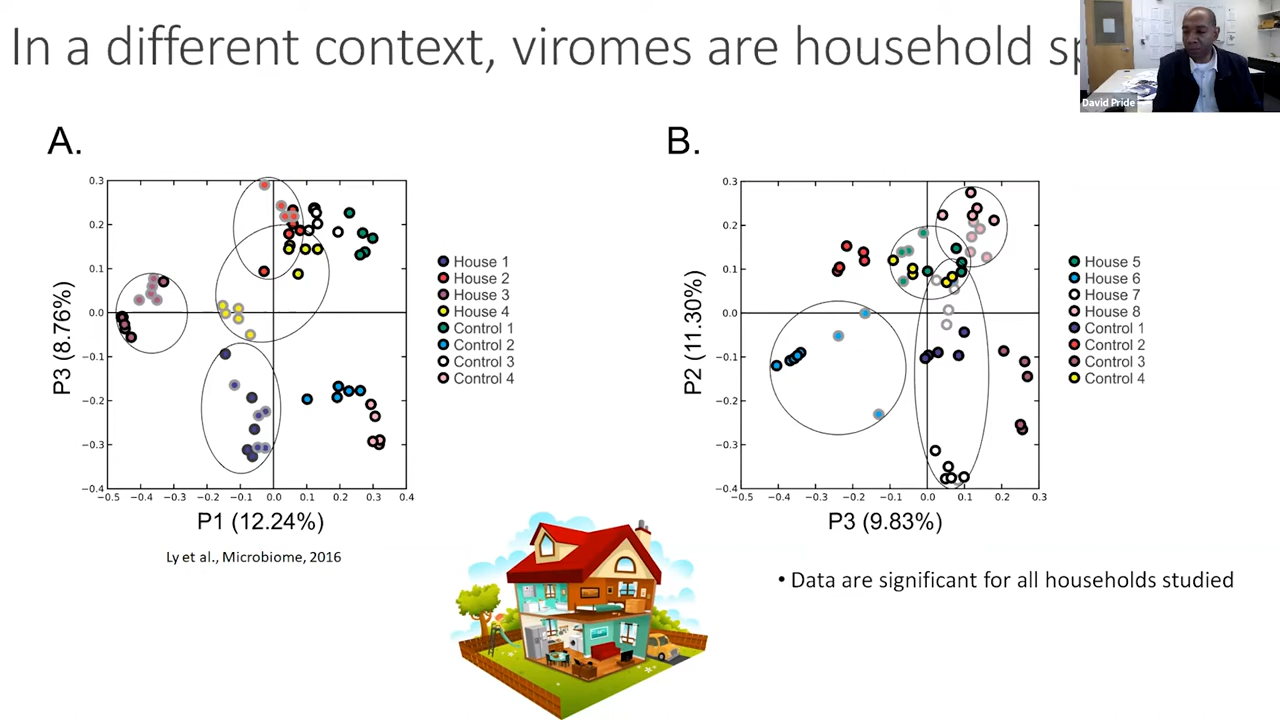 In a different context, viromes are household sp
David Pride
A.
B.
0.3
0.2
0.1
0.0
−0.1
−0.2
−0.3
−0.4
−0.5 −0.4 −0.3 −0.2 −0.1 0.0 0.1 0.2 0.3 0.4
P3 (8.76%)
P1 (12.24%)
House 1
House 2
House 3
House 4
Control 1
Control 2
Control 3
Control 4
0.3
0.2
0.1
0.0
−0.1
−0.2
−0.3
−0.4
−0.5 −0.4 −0.3 −0.2 −0.1 0.0 0.1 0.2 0.3
P2 (11.30%)
P3 (9.83%)
House 5
House 6
House 7
House 8
Control 1
Control 2
Control 3
Control 4
Ly et al., Microbiome, 2016
• Data are significant for all households studied